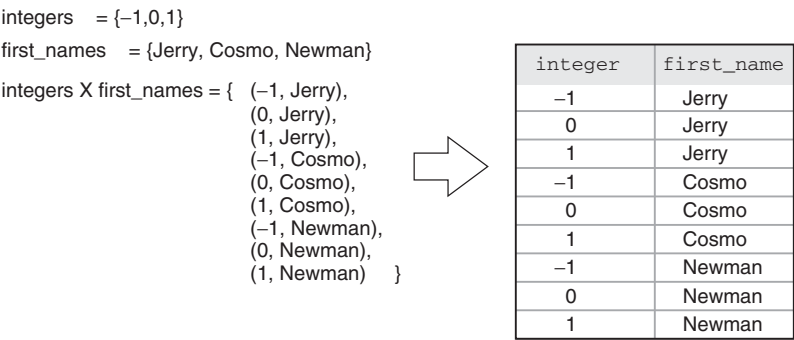 integers = {−1,0,1}
first_names = {Jerry, Cosmo, Newman}
integers X first_names = { (−1, Jerry),
(0, Jerry),
(1, Jerry),
(−1, Cosmo),
(0, Cosmo),
(1, Cosmo),
(−1, Newman),
(0, Newman),
(1, Newman) }
integer first_name
−1 Jerry
0 Jerry
1 Jerry
−1 Cosmo
0 Cosmo
1 Cosmo
−1 Newman
0 Newman
1 Newman